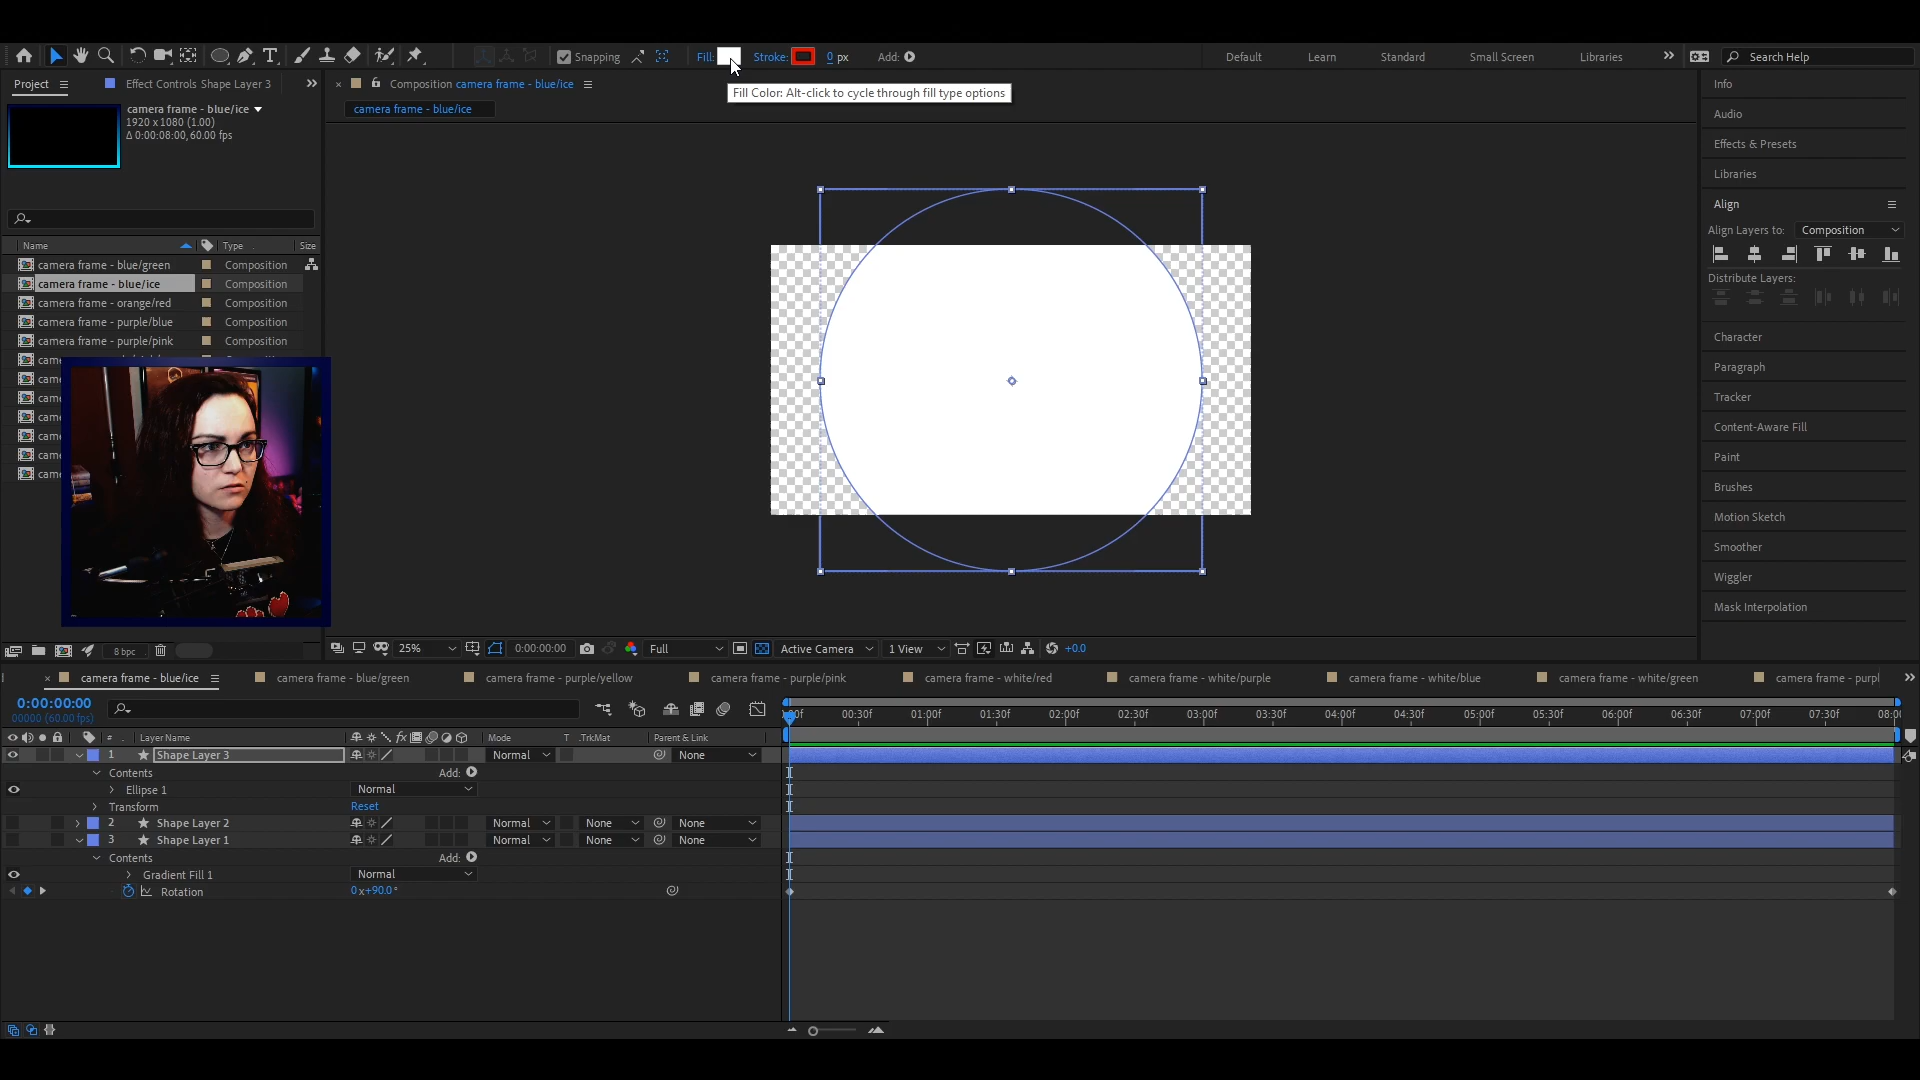 Snapping
Fill:
Stroke:
0 px
Add:
Default
Learn
Standard
Small Screen
Libraries
Search Help
Project
Effect Controls Shape Layer 3
Composition camera frame - blue/ice
Fill Color: Alt-click to cycle through fill type options
camera frame - blue/ice
camera frame - blue/ice
1920 x 1080 (1.00)
Δ 0:00:08:00, 60.00 fps
Name
Type
Size
camera frame - blue/green Composition
camera frame - blue/ice Composition
camera frame - orange/red Composition
camera frame - purple/blue Composition
camera frame - purple/pink Composition
came
came
came
came
came
came
came
8 bpc
Info
Audio
Effects & Presets
Libraries
Align
Align Layers to: Composition
Distribute Layers:
Character
Paragraph
Tracker
Content-Aware Fill
Paint
Brushes
Motion Sketch
Smoother
Wiggler
Mask Interpolation
25%
0:00:00:00
Full
Active Camera
1 View
+0.0
camera frame - blue/ice
camera frame - blue/green
camera frame - purple/yellow
camera frame - purple/pink
camera frame - white/red
camera frame - white/purple
camera frame - white/blue
camera frame - white/green
camera frame - purpl
0:00:00:00
00000 (60.00 fps)
:00f 00:30f 01:00f 01:30f 02:00f 02:30f 03:00f 03:30f 04:00f 04:30f 05:00f 05:30f 06:00f 06:30f 07:00f 07:30f 08:0
# Layer Name Mode T .TrkMat Parent & Link
1 Shape Layer 3 Normal None
Contents Add:
Ellipse 1 Normal
Transform Reset
2 Shape Layer 2 Normal None None
3 Shape Layer 1 Normal None None
Contents Add:
Gradient Fill 1 Normal
Rotation 0x+90.0°